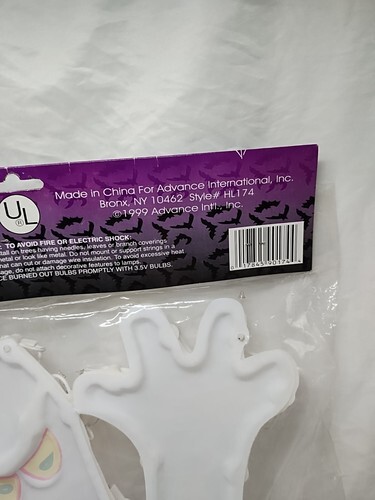 Made in China For Advance International, Inc.
Bronx, NY 10462 Style# HL174
©1999 Advance Int'l., Inc.
UL
®
TO AVOID FIRE OR ELECTRIC SHOCK:
on trees having needles, leaves or branch coverings
metal or look like metal. Do not mount or support strings in a
that can cut or damage wire insulation. To avoid excessive heat
do not attach decorative features to lamps.
BURNED OUT BULBS PROMPTLY WITH 3.5V BULBS.